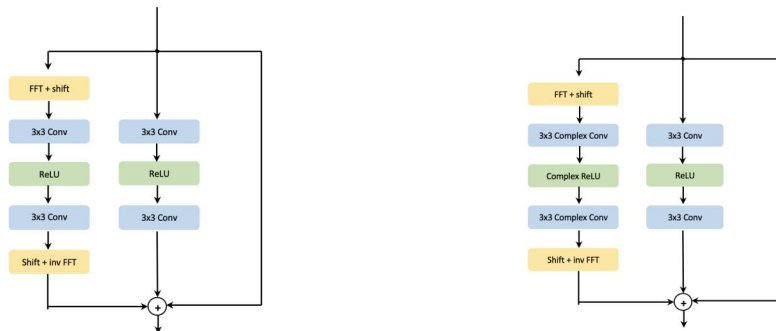 FFT + shift
3x3 Conv
3x3 Conv
ReLU
ReLU
3x3 Conv
3x3 Conv
Shift + inv FFT
+
FFT + shift
3x3 Complex Conv
3x3 Conv
Complex ReLU
ReLU
3x3 Complex Conv
3x3 Conv
Shift + inv FFT
+